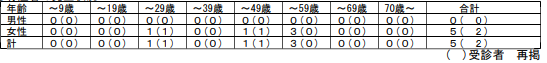 年齢 ～9歳 ～19歳 ～29歳 ～39歳 ～49歳 ～59歳 ～69歳 70歳～ 合計
男性 0(0) 0(0) 0(0) 0(0) 0(0) 0(0) 0(0) 0(0) 0( 0)
女性 0(0) 0(0) 1(1) 0(0) 1(1) 3(0) 0(0) 0(0) 5( 2)
計 0(0) 0(0) 1(1) 0(0) 1(1) 3(0) 0(0) 0(0) 5( 2)
( )受診者 再掲